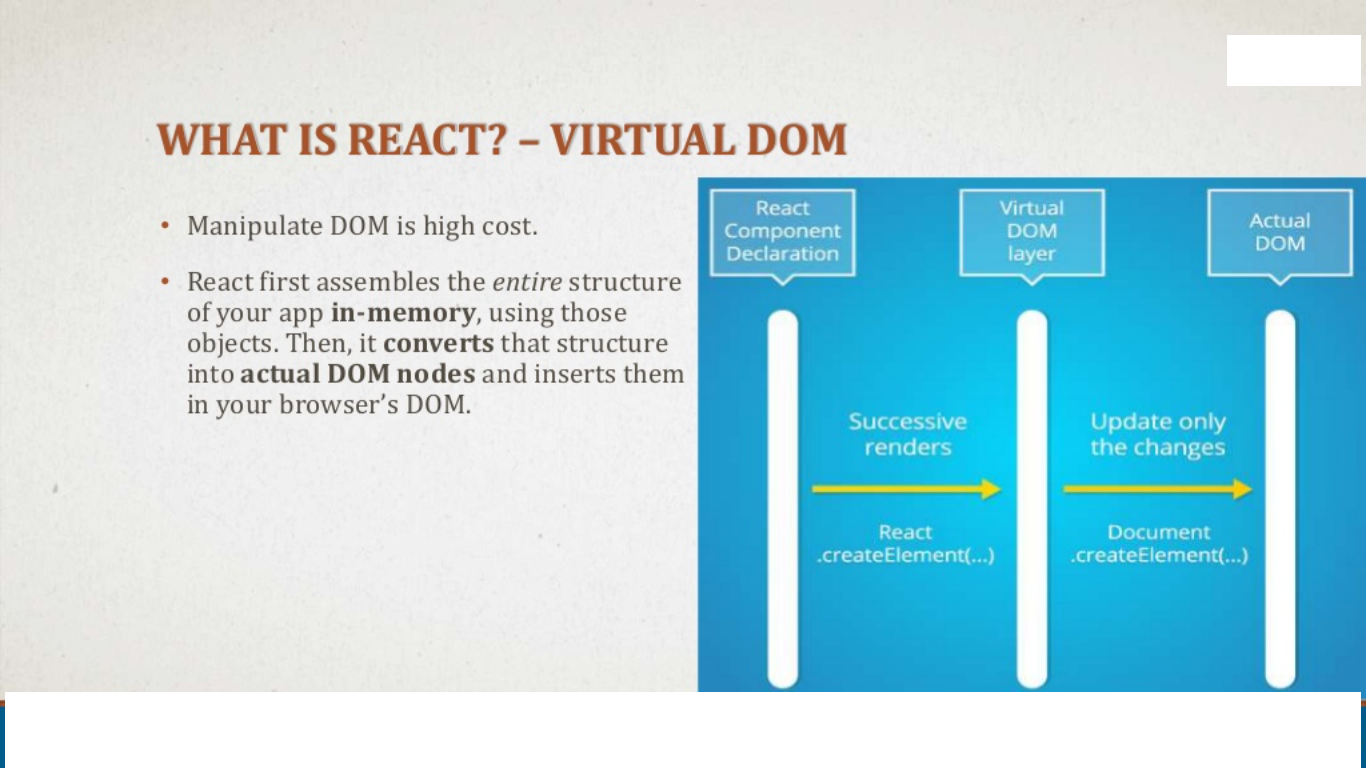 WHAT IS REACT? – VIRTUAL DOM
• Manipulate DOM is high cost.
• React first assembles the entire structure
of your app in-memory, using those
objects. Then, it converts that structure
into actual DOM nodes and inserts them
in your browser’s DOM.
React
Component
Declaration
Virtual
DOM
layer
Actual
DOM
Successive
renders
React
.createElement(...)
Update only
the changes
Document
.createElement(...)